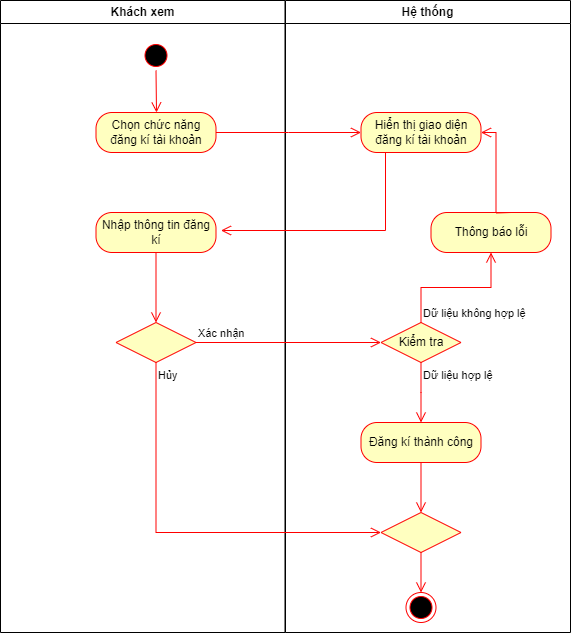 Khách xem
Hệ thống
Chọn chức năng
đăng kí tài khoản
Hiển thị giao diện
đăng kí tài khoản
Nhập thông tin đăng
kí
Thông báo lỗi
Dữ liệu không hợp lệ
Xác nhận
Kiểm tra
Hủy
Dữ liệu hợp lệ
Đăng kí thành công